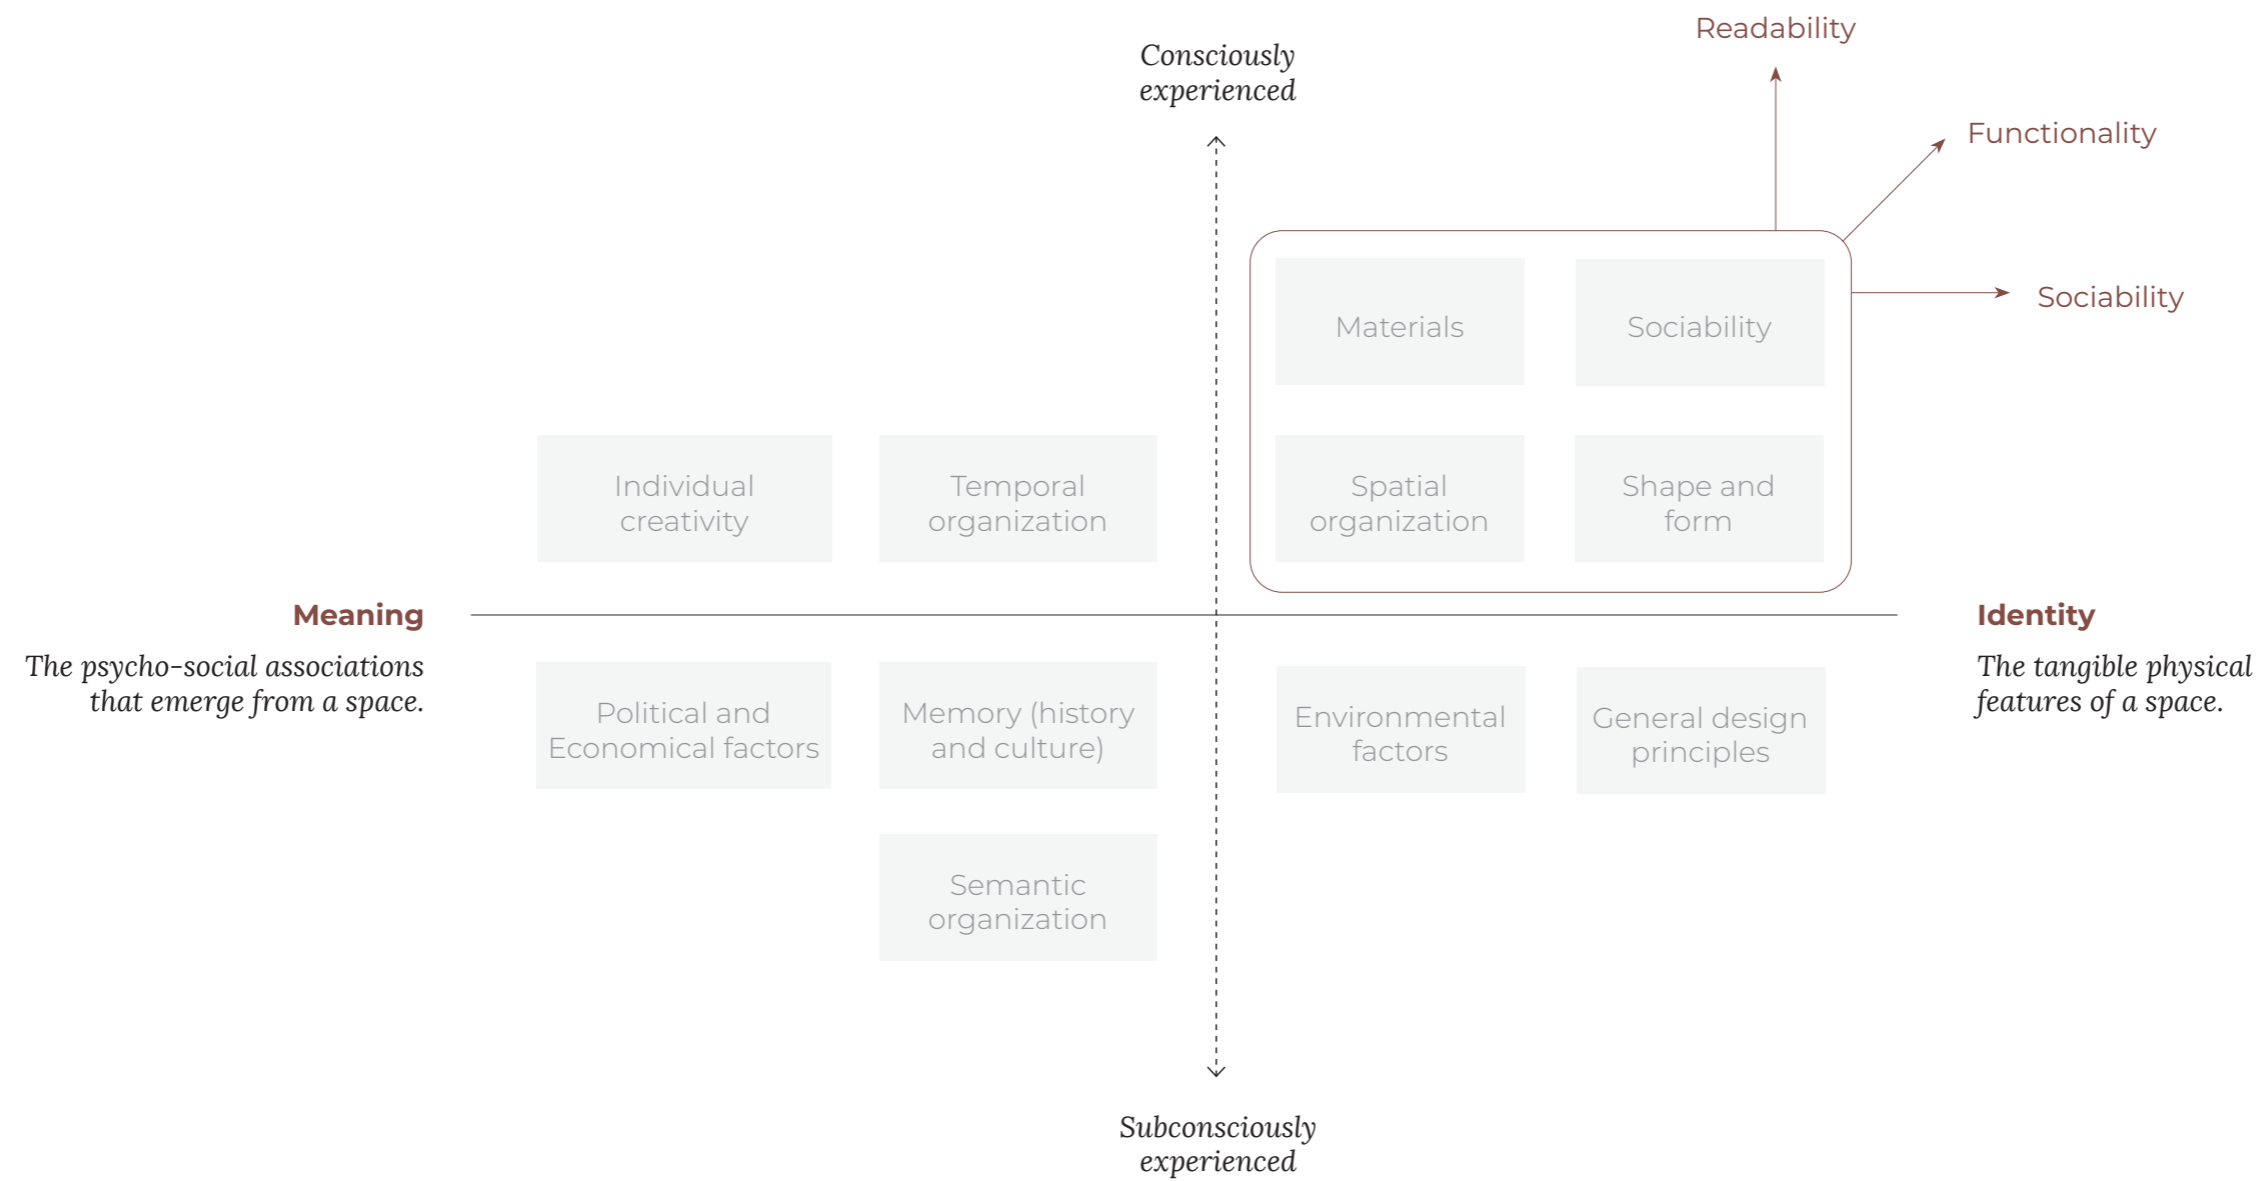 Readability
Consciously
experienced
Functionality
Sociability
Materials
Sociability
Individual
creativity
Temporal
organization
Spatial
organization
Shape and
form
Meaning
The psycho-social associations
that emerge from a space.
Identity
The tangible physical
features of a space.
Political and
Economical factors
Memory (history
and culture)
Environmental
factors
General design
principles
Semantic
organization
Subconsciously
experienced